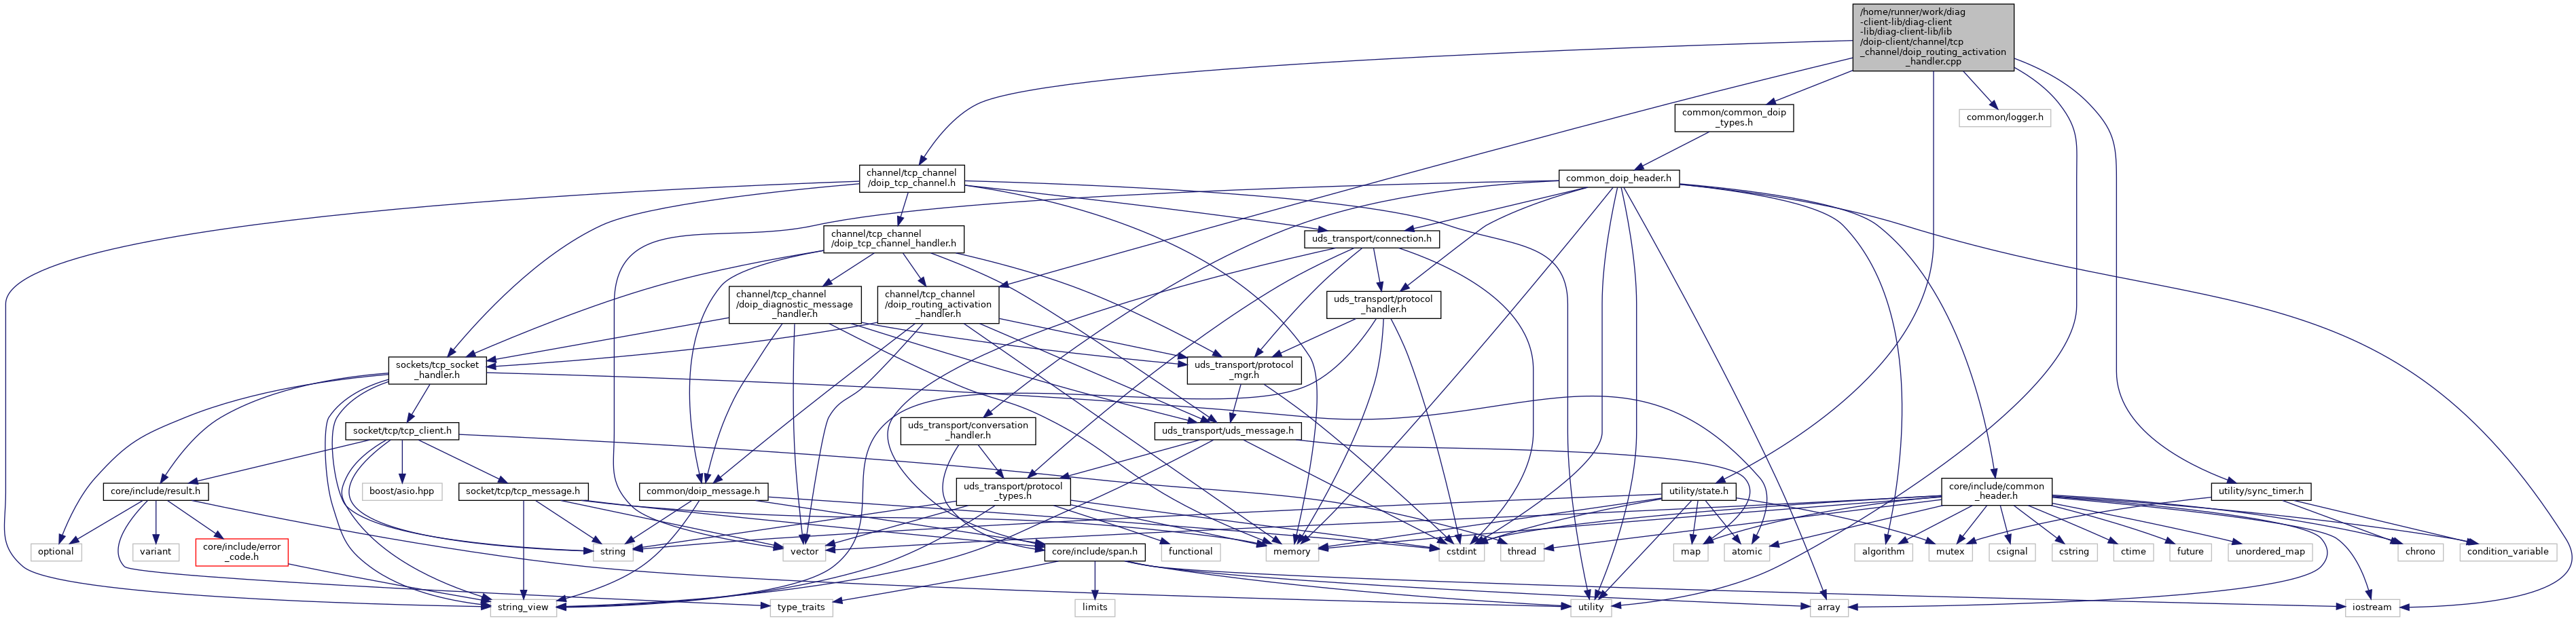 /home/runner/work/diag
-client-lib/diag-client
-lib/diag-client-lib/lib
/doip-client/channel/tcp
_channel/doip_routing_activation
_handler.cpp
common/common_doip
_types.h
common/logger.h
channel/tcp_channel
/doip_tcp_channel.h
common_doip_header.h
channel/tcp_channel
/doip_tcp_channel_handler.h
uds_transport/connection.h
channel/tcp_channel
/doip_diagnostic_message
_handler.h
channel/tcp_channel
/doip_routing_activation
_handler.h
uds_transport/protocol
_handler.h
sockets/tcp_socket
_handler.h
uds_transport/protocol
_mgr.h
socket/tcp/tcp_client.h
uds_transport/conversation
_handler.h
uds_transport/uds_message.h
core/include/result.h
boost/asio.hpp
socket/tcp/tcp_message.h
common/doip_message.h
uds_transport/protocol
_types.h
utility/state.h
core/include/common
_header.h
utility/sync_timer.h
optional
variant
core/include/error
_code.h
string
vector
core/include/span.h
functional
memory
cstdint
thread
map
atomic
algorithm
mutex
csignal
cstring
ctime
future
unordered_map
chrono
condition_variable
string_view
type_traits
limits
utility
array
iostream